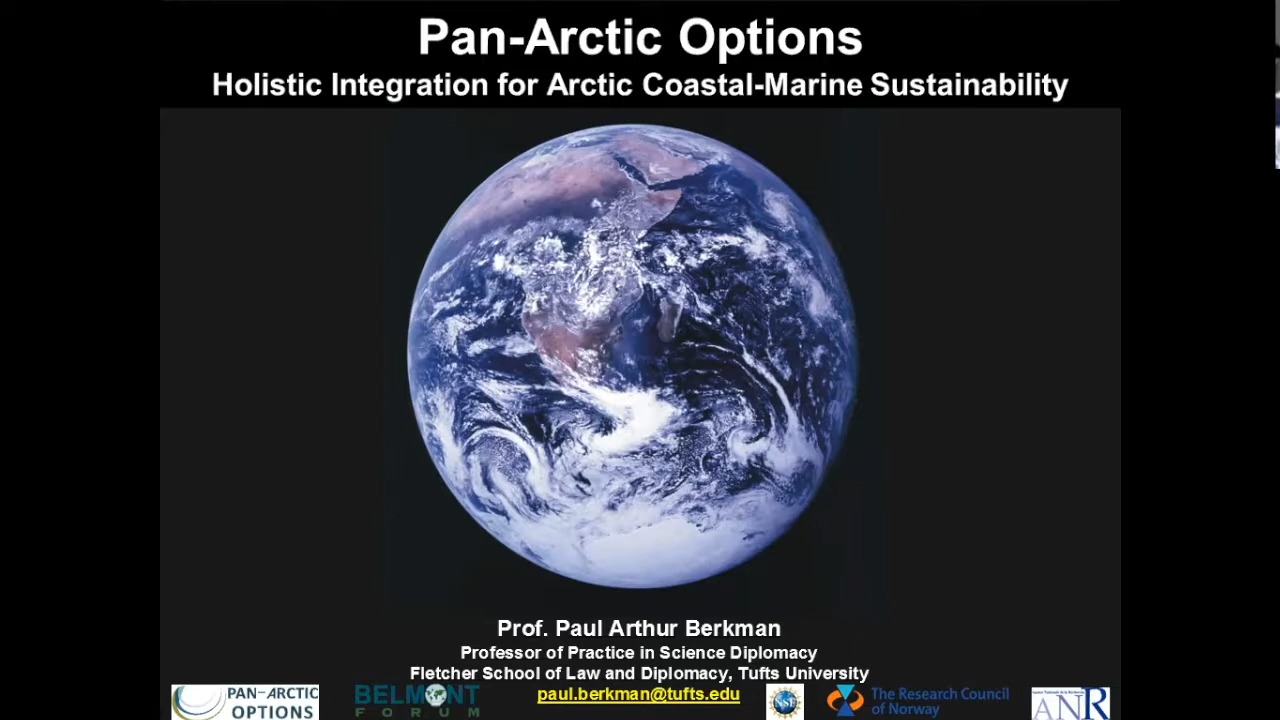 Pan-Arctic Options
Holistic Integration for Arctic Coastal-Marine Sustainability
Prof. Paul Arthur Berkman
Professor of Practice in Science Diplomacy
Fletcher School of Law and Diplomacy, Tufts University
paul.berkman@tufts.edu
PAN-ARCTIC
OPTIONS
BELMONT
FORUM
NSF
The Research Council
of Norway
ANR